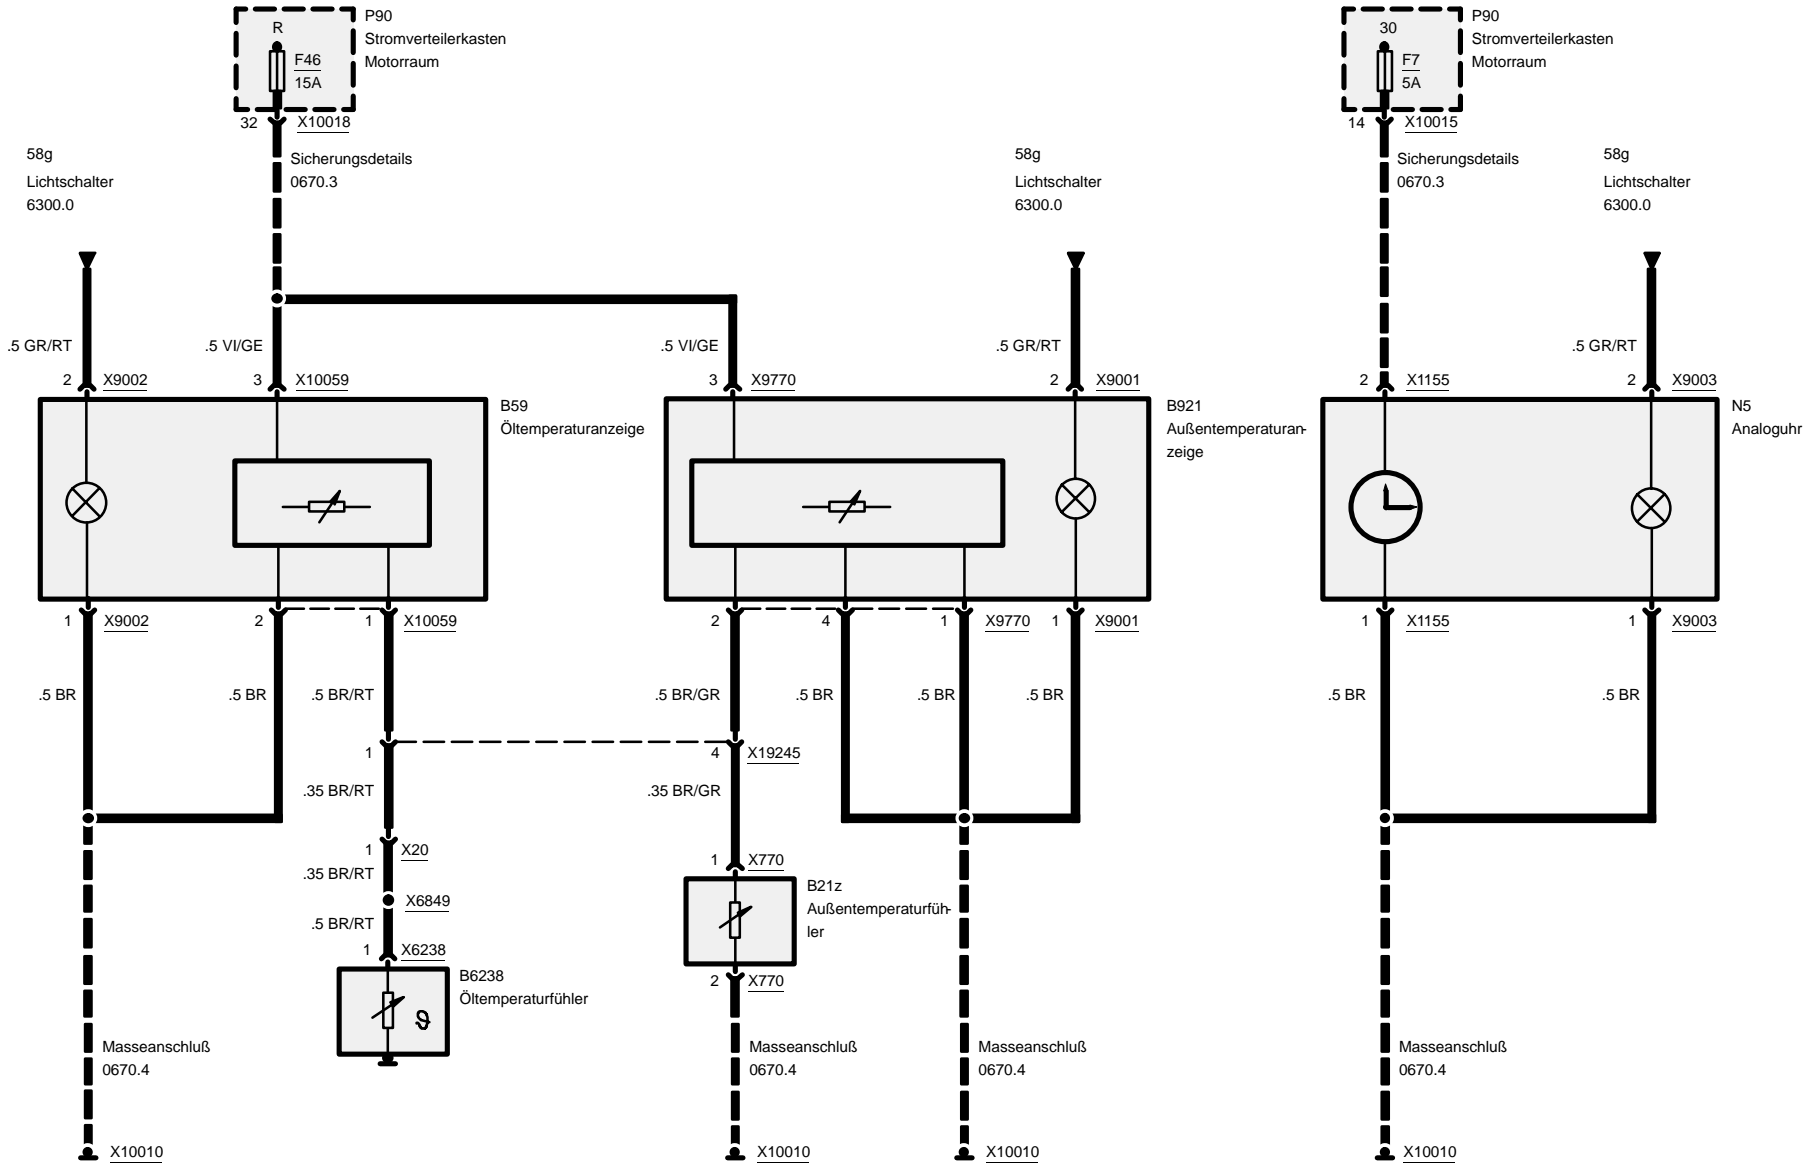 P90
Stromverteilerkasten
Motorraum
R
F46
15A
32 X10018
Sicherungsdetails
0670.3
P90
Stromverteilerkasten
Motorraum
30
F7
5A
14 X10015
Sicherungsdetails
0670.3
58g
Lichtschalter
6300.0
58g
Lichtschalter
6300.0
58g
Lichtschalter
6300.0
.5 GR/RT .5 VI/GE .5 VI/GE .5 GR/RT .5 GR/RT
2 X9002 3 X10059 3 X9770 2 X9001 2 X1155 2 X9003
B59
Öltemperaturanzeige
B921
Außentemperaturan-
zeige
N5
Analoguhr
1 X9002 2 1 X10059 2 4 1 X9770 1 X9001 1 X1155 1 X9003
.5 BR .5 BR .5 BR/RT .5 BR/GR .5 BR .5 BR .5 BR .5 BR .5 BR
1 4 X19245
.35 BR/RT .35 BR/GR
1 X20
.35 BR/RT
X6849
.5 BR/RT
1 X6238
B6238
Öltemperaturfühler
ϑ
1 X770
B21z
Außentemperaturfüh-
ler
2 X770
Masseanschluß
0670.4
Masseanschluß
0670.4
Masseanschluß
0670.4
Masseanschluß
0670.4
X10010 X10010 X10010 X10010